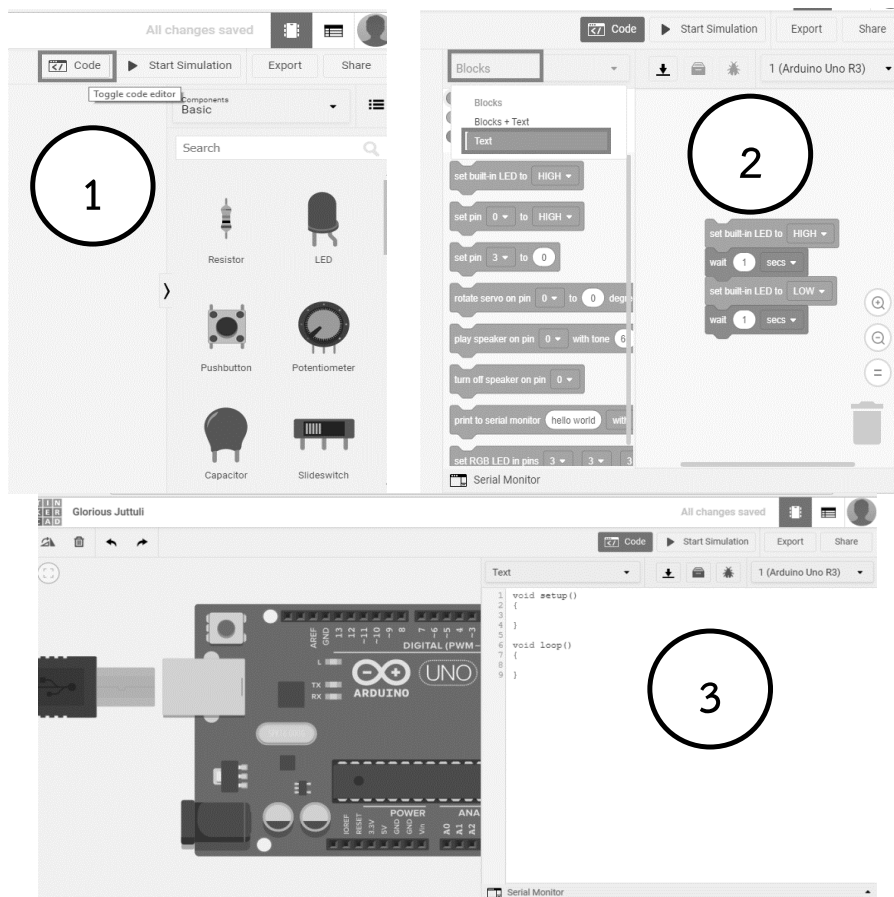 All changes saved
Code
Start Simulation
Export
Share
Toggle code editor
Components
Basic
Search
1
Resistor
LED
Pushbutton
Potentiometer
Capacitor
Slideswitch
Code
Start Simulation
Export
Share
Blocks
1 (Arduino Uno R3)
Blocks
Blocks + Text
Text
2
set built-in LED to HIGH
set pin 0 to HIGH
set pin 3 to 0
rotate servo on pin 0 to 0
play speaker on pin 0 with tone 6
turn off speaker on pin 0
print to serial monitor hello world
set RGB LED in pins 3 3 3
set built-in LED to HIGH
wait 1 secs
set built-in LED to LOW
wait 1 secs
Serial Monitor
TIN
KER
CAD
Glorious Juttuli
All changes saved
Code
Start Simulation
Export
Share
Text
1 (Arduino Uno R3)
1 void setup()
2 {
3
4 }
5
6 void loop()
7 {
8
9 }
3
AREF
GND
13
12
~11
~10
~9
8
7
~6
~5
4
~3
DIGITAL (PWM~
L
TX
RX
ARDUINO
UNO
POWER
ANA
IOREF
RESET
3.3V
5V
GND
GND
Vin
A0
A1
A2
Serial Monitor